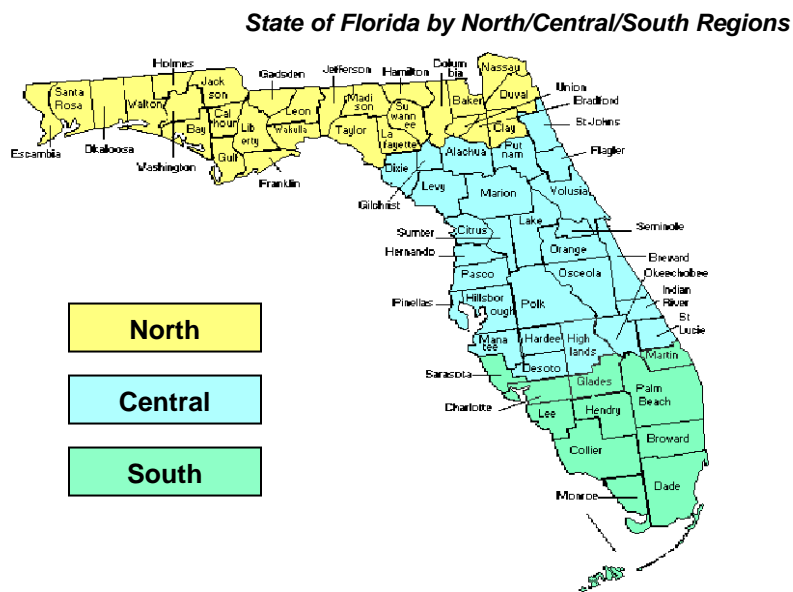 State of Florida by North/Central/South Regions
Holmes
Jack
son
Gadsden
Jefferson
Hamilton
Colum
bia
Nassau
Santa
Rosa
Walton
Okaloosa
Escambia
Washington
Bay
Cal
houn
Gulf
Lib
erty
Leon
Wakulla
Franklin
Madi
son
Taylor
Su
wann
ee
La
fayette
Baker
Duval
Clay
Union
Bradford
St Johns
Flagler
Dixie
Gilchrist
Alachua
Put
nam
Levy
Marion
Volusia
Citrus
Sumter
Lake
Seminole
Hernando
Orange
Pasco
Osceola
Brevard
Okeechobee
Indian
River
St
Lucie
Pinellas
Hillsbor
ough
Polk
Mana
tee
Hardee
High
lands
Desoto
Sarasota
Martin
Charlotte
Glades
Palm
Beach
Lee
Hendry
Broward
Collier
Monroe
Dade
North
Central
South